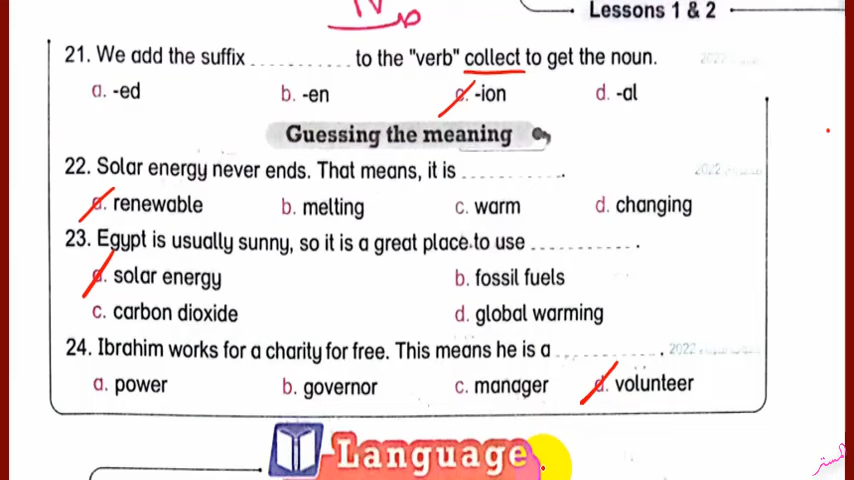 Lessons 1 & 2
21. We add the suffix ........... to the "verb" collect to get the noun.
a. -ed b. -en c. -ion d. -al
Guessing the meaning
22. Solar energy never ends. That means, it is ........... .
a. renewable b. melting c. warm d. changing
23. Egypt is usually sunny, so it is a great place to use ........... .
a. solar energy b. fossil fuels
c. carbon dioxide d. global warming
24. Ibrahim works for a charity for free. This means he is a ........... . 2022
a. power b. governor c. manager d. volunteer
Language